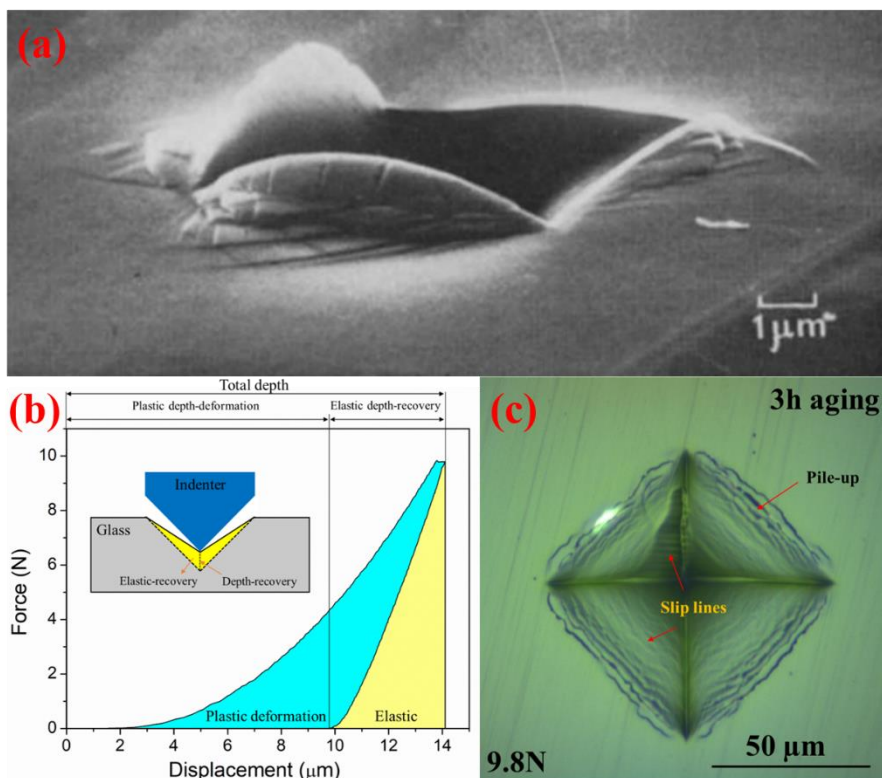 (a)
1μm
(b)
Total depth
Plastic depth-deformation
Elastic depth-recovery
10
8
6
4
2
0
Force (N)
Indenter
Glass
Elastic-recovery
Depth-recovery
Plastic deformation
Elastic
0 2 4 6 8 10 12 14
Displacement (μm)
(c)
3h aging
Pile-up
Slip lines
9.8N
50 μm